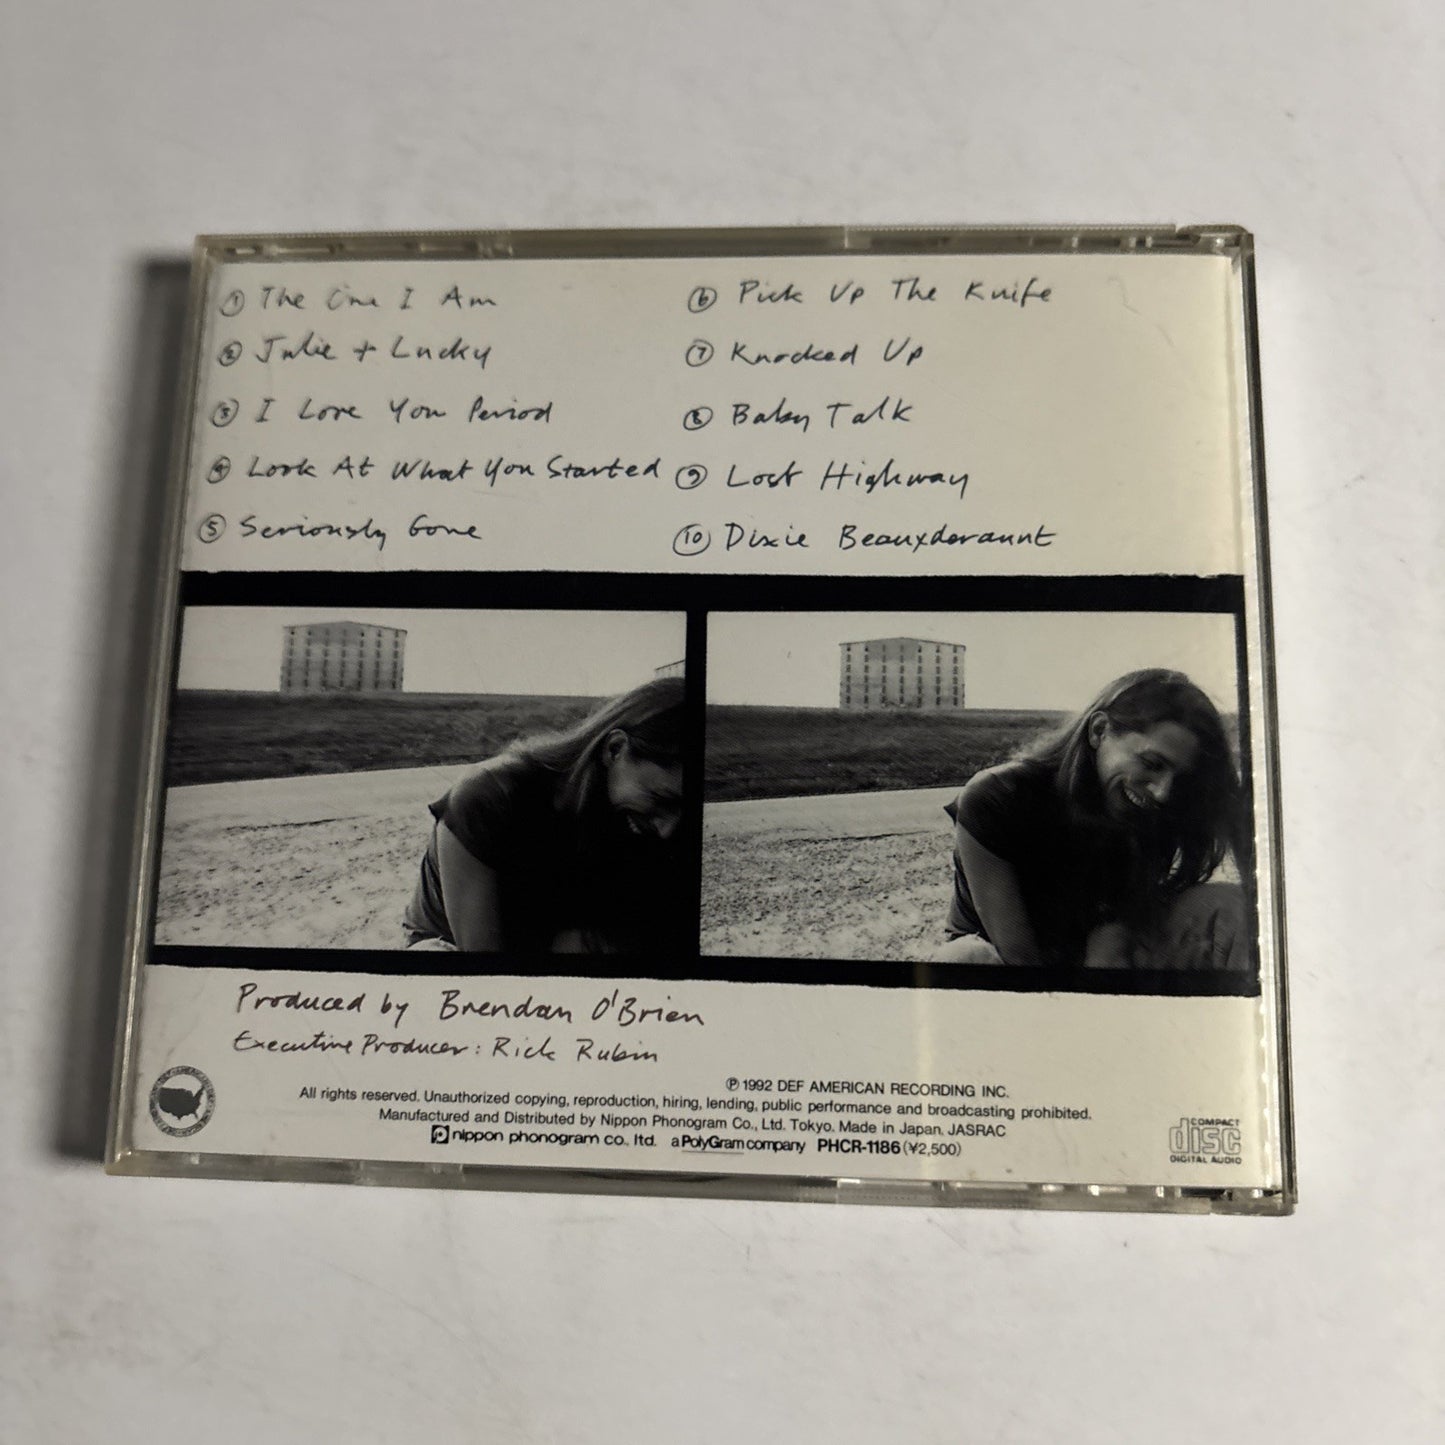 ① The One I Am
② Julie + Lucky
③ I Love You Period
④ Look At What You Started
⑤ Seriously Gone
⑥ Pick Up The Knife
⑦ Knocked Up
⑧ Baby Talk
⑨ Lost Highway
⑩ Dixie Beauxderaunt
Produced by Brendan O'Brien
Executive Producer: Rick Rubin
℗ 1992 DEF AMERICAN RECORDING INC.
All rights reserved. Unauthorized copying, reproduction, hiring, lending, public performance and broadcasting prohibited.
Manufactured and Distributed by Nippon Phonogram Co., Ltd. Tokyo. Made in Japan. JASRAC
nippon phonogram co., ltd. a PolyGram company PHCR-1186 (¥2,500)
COMPACT
disc
DIGITAL AUDIO